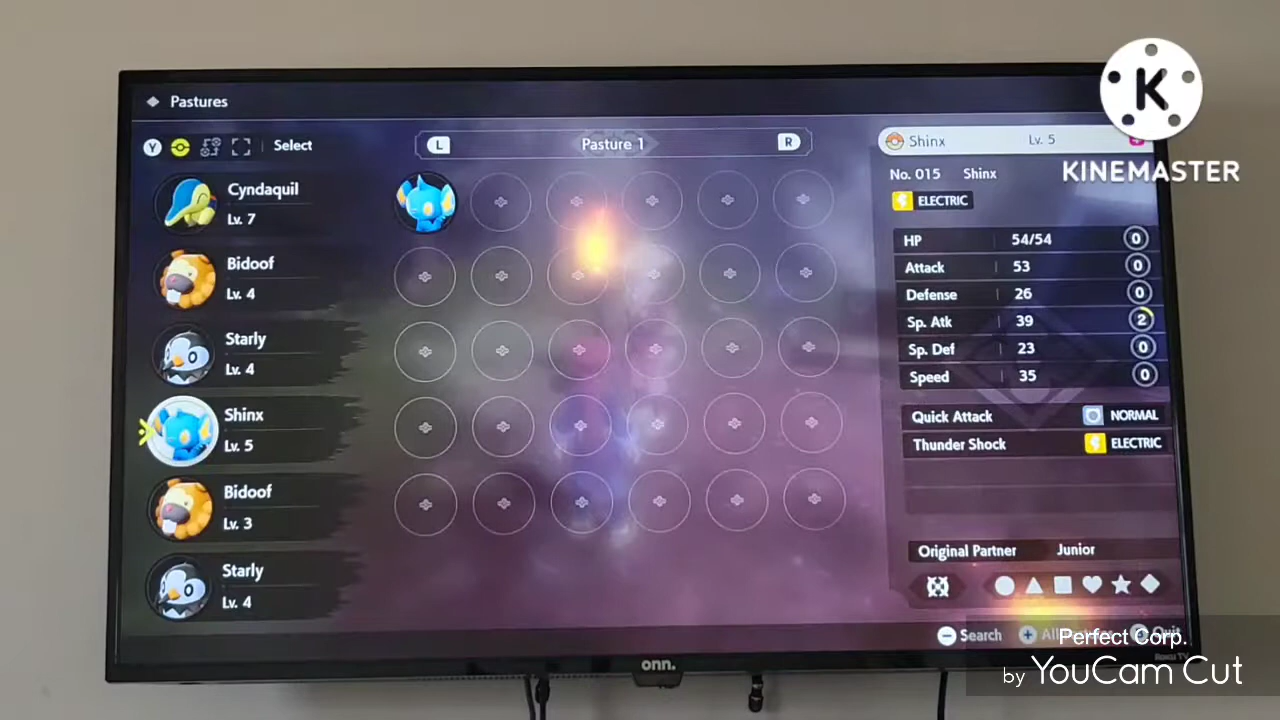 Pastures
Y Select
L Pasture 1 R
Cyndaquil
Lv. 7
Bidoof
Lv. 4
Starly
Lv. 4
Shinx
Lv. 5
Bidoof
Lv. 3
Starly
Lv. 4
Shinx Lv. 5
No. 015 Shinx
ELECTRIC
HP 54/54 0
Attack 53 0
Defense 26 0
Sp. Atk 39 2
Sp. Def 23 0
Speed 35 0
Quick Attack NORMAL
Thunder Shock ELECTRIC
Original Partner Junior
Search Quit
onn.
Roku TV
K
KINEMASTER
Perfect Corp.
by YouCam Cut